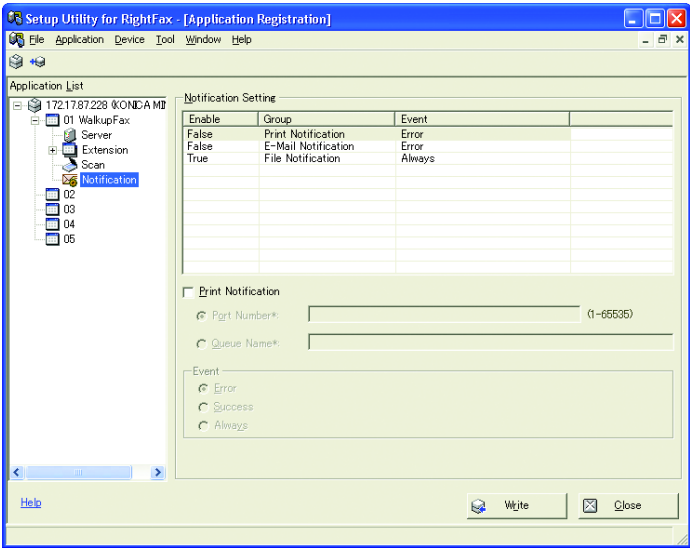 Setup Utility for RightFax - [Application Registration]
File Application Device Tool Window Help
Application List
172.17.87.228 (KONICA MIN
01 WalkupFax
Server
Extension
Scan
Notification
02
03
04
05
Notification Setting
Enable Group Event
False Print Notification Error
False E-Mail Notification Error
True File Notification Always
Print Notification
Port Number*: (1-65535)
Queue Name*:
Event
Error
Success
Always
Help
Write Close